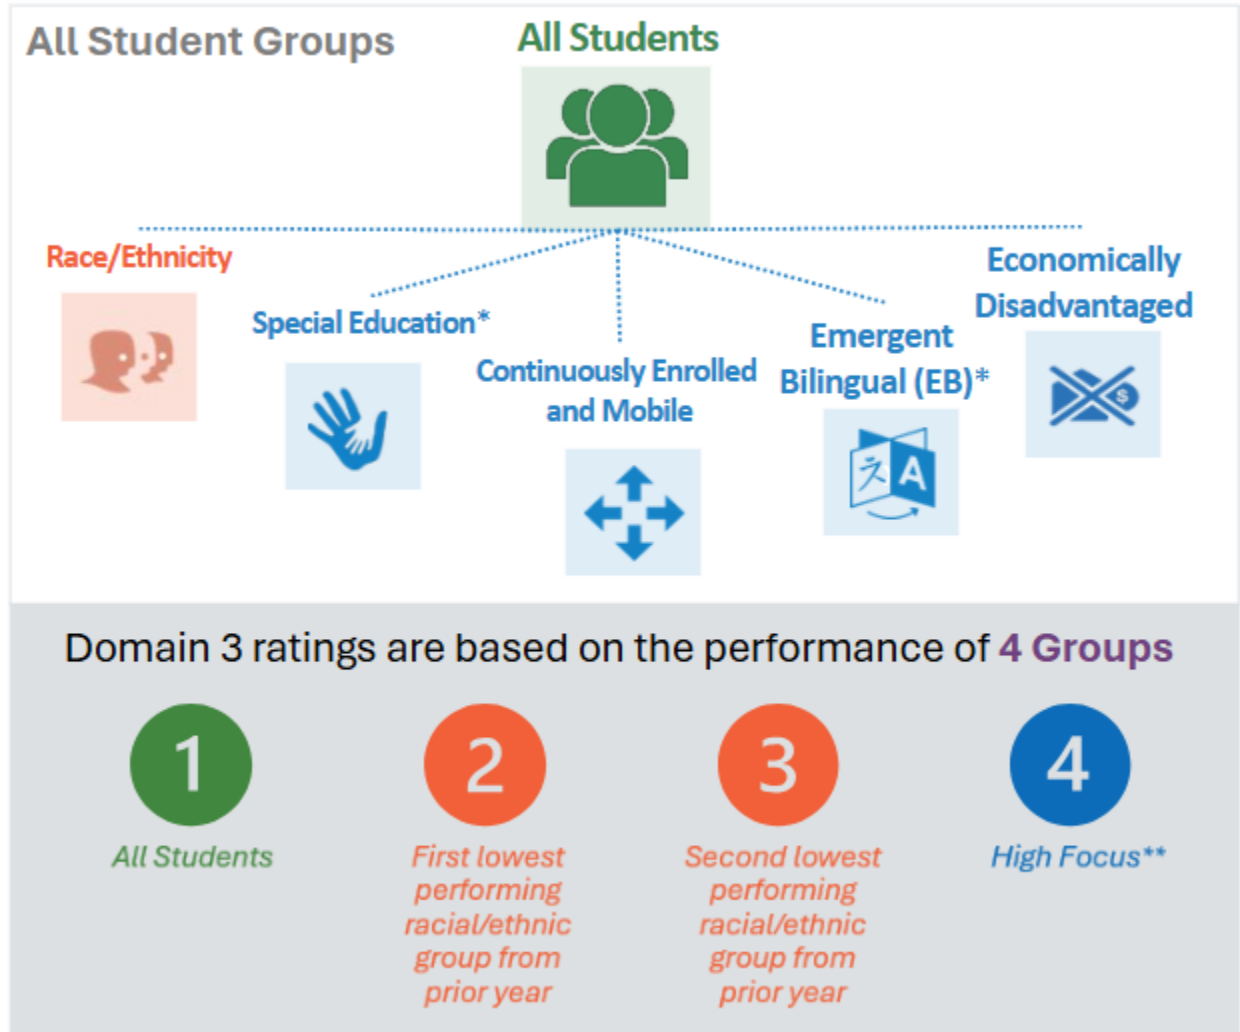 All Student Groups
All Students
Race/Ethnicity
Special Education*
Continuously Enrolled
and Mobile
Emergent
Bilingual (EB)*
Economically
Disadvantaged
$
A
Domain 3 ratings are based on the performance of 4 Groups
1
All Students
2
First lowest
performing
racial/ethnic
group from
prior year
3
Second lowest
performing
racial/ethnic
group from
prior year
4
High Focus**